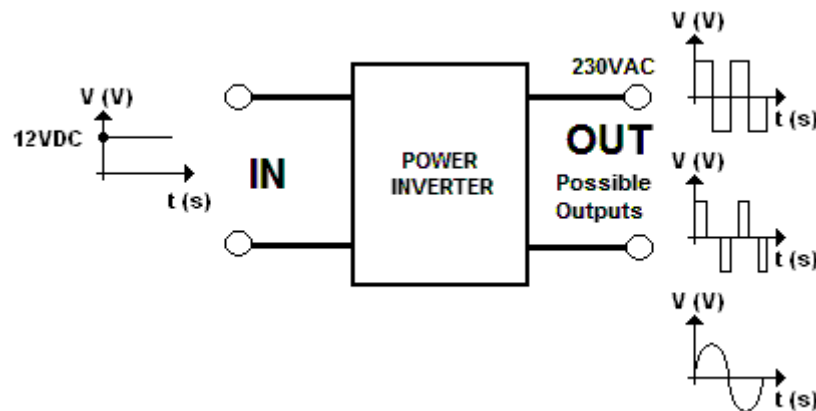 V (V)
12VDC
t (s)
IN
POWER
INVERTER
230VAC
OUT
Possible
Outputs
V (V)
t (s)
V (V)
t (s)
V (V)
t (s)